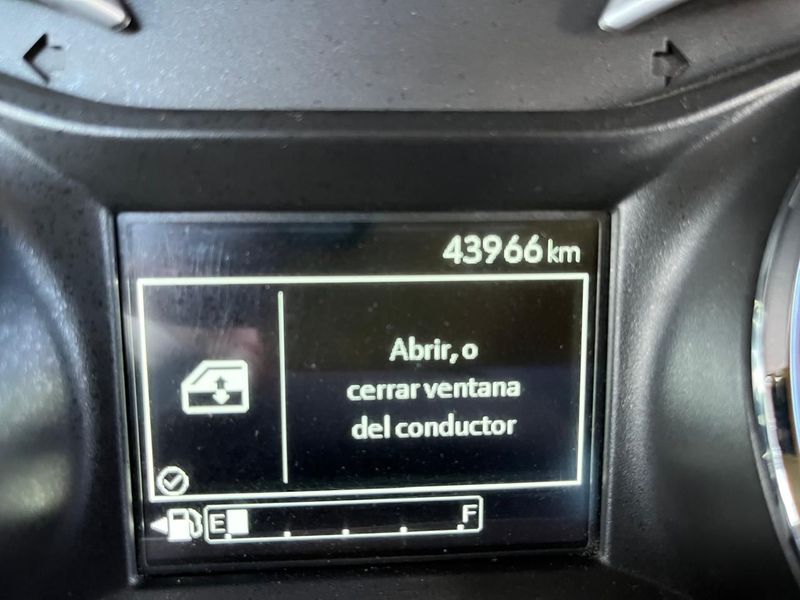 43966 km
Abrir, o
cerrar ventana
del conductor
E F